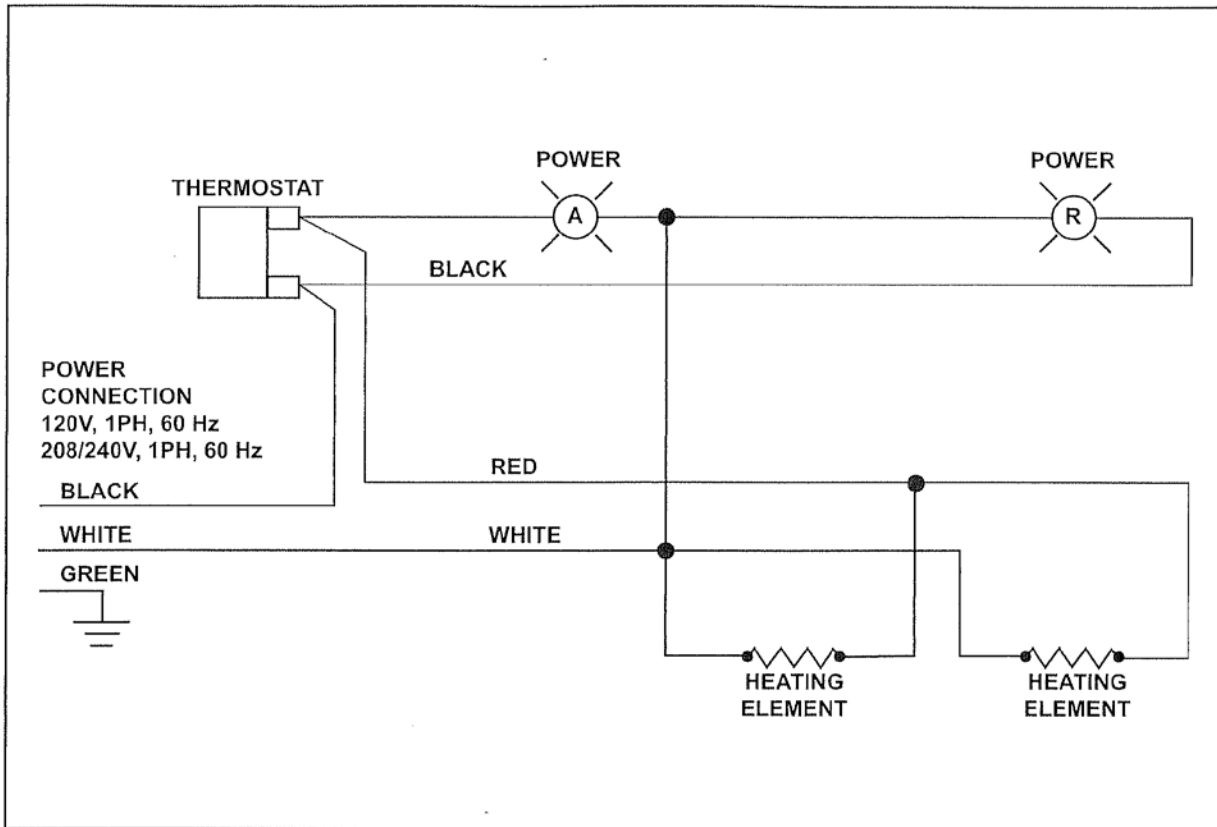 POWER
POWER
THERMOSTAT
A
R
BLACK
POWER
CONNECTION
120V, 1PH, 60 Hz
208/240V, 1PH, 60 Hz
RED
BLACK
WHITE
WHITE
GREEN
HEATING
ELEMENT
HEATING
ELEMENT